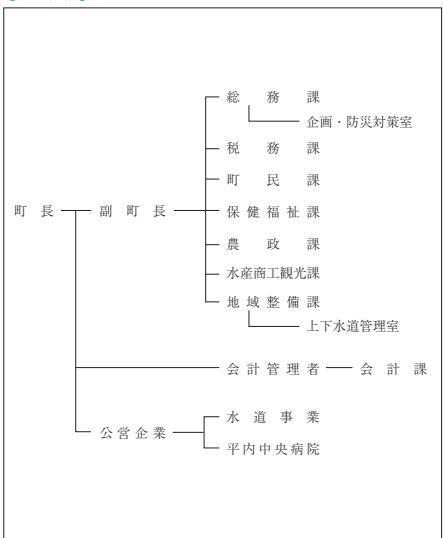 総務課
企画・防災対策室
税務課
町民課
町長 副町長 保健福祉課
農政課
水産商工観光課
地域整備課
上下水道管理室
会計管理者 会計課
水道事業
公営企業
平内中央病院